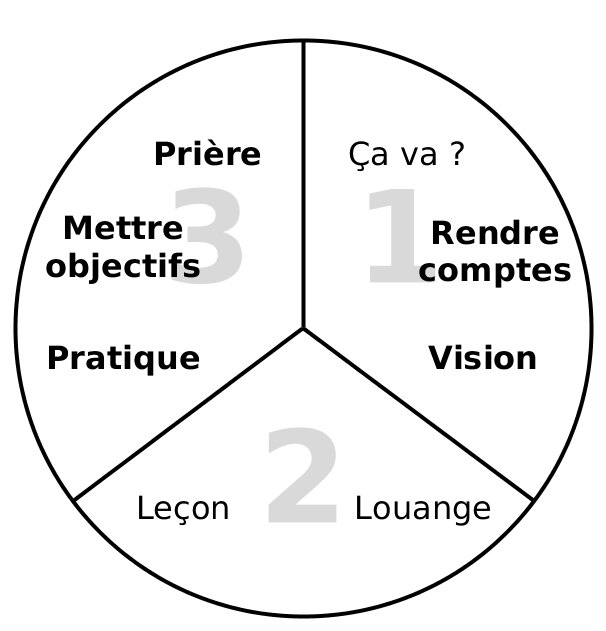 Ça va ?
1
Rendre
comptes
Vision
2
Louange
Leçon
3
Pratique
Mettre
objectifs
Prière